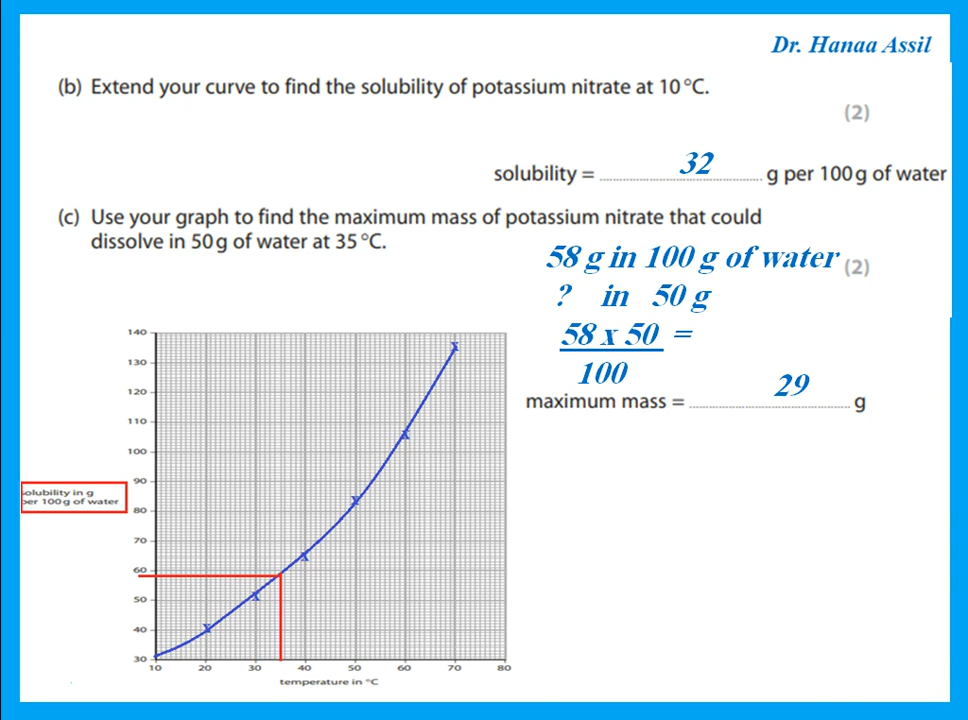 Dr. Hanaa Assil
(b) Extend your curve to find the solubility of potassium nitrate at 10 °C.
(2)
solubility = 32 g per 100 g of water
(c) Use your graph to find the maximum mass of potassium nitrate that could
dissolve in 50 g of water at 35 °C.
58 g in 100 g of water (2)
? in 50 g
58 x 50 =
100
maximum mass = 29 g
140
130
120
110
100
90
solubility in g
per 100 g of water
80
70
60
50
40
30
10 20 30 40 50 60 70 80
temperature in °C